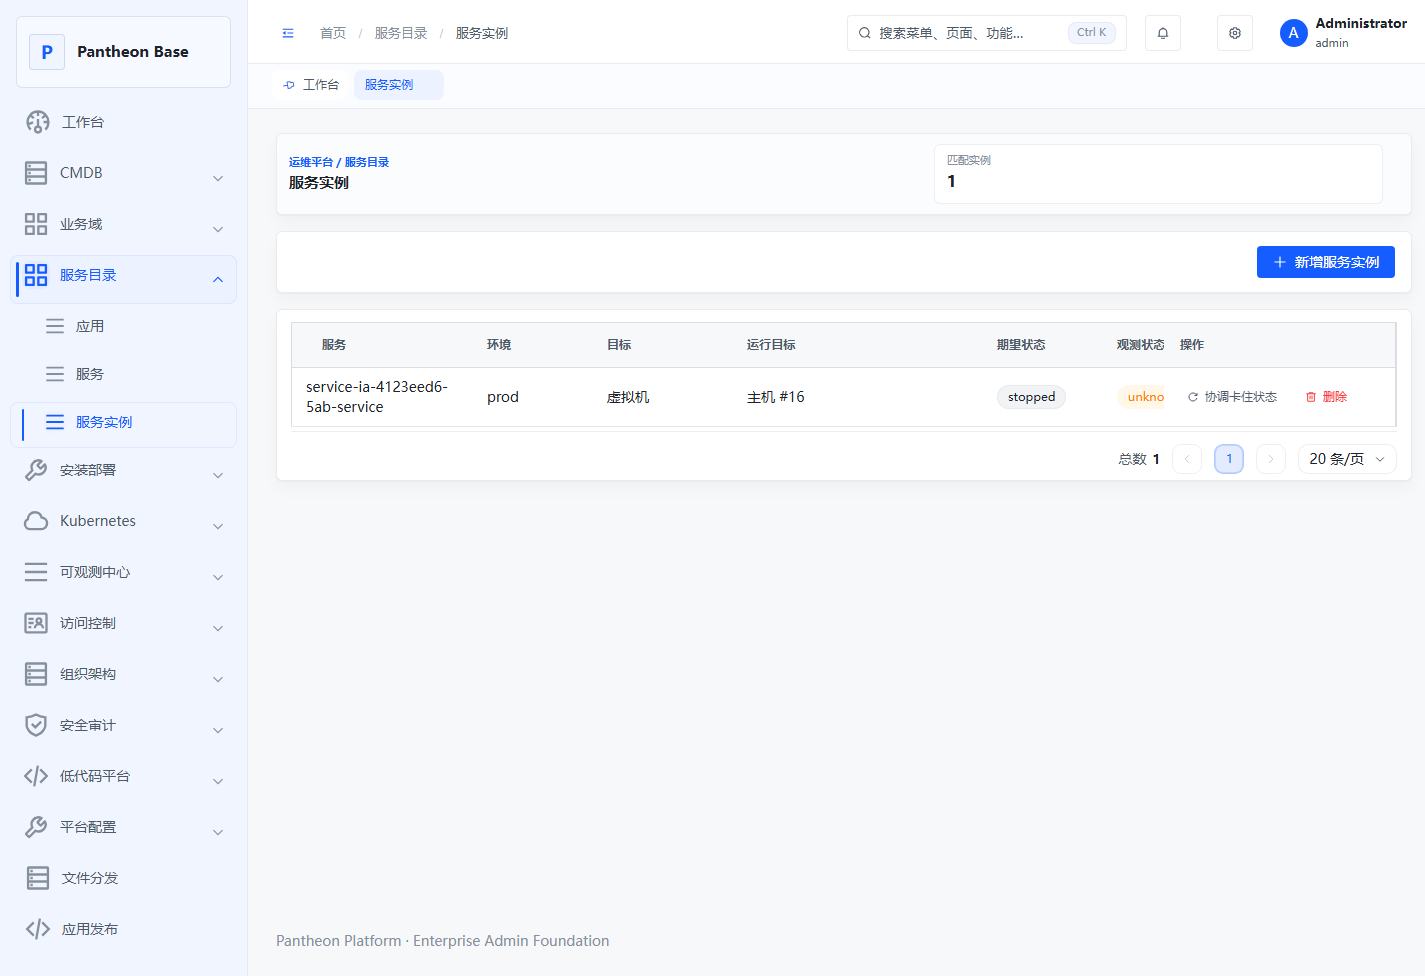 P Pantheon Base
工作台
CMDB
业务域
服务目录
应用
服务
服务实例
安装部署
Kubernetes
可观测中心
访问控制
组织架构
安全审计
低代码平台
平台配置
文件分发
应用发布
首页 / 服务目录 / 服务实例
搜索菜单、页面、功能... Ctrl K
A Administrator
admin
工作台 服务实例
运维平台 / 服务目录
服务实例
匹配实例
1
新增服务实例
服务 环境 目标 运行目标 期望状态 观测状态 操作
service-ia-4123eed6-
5ab-service
prod 虚拟机 主机 #16 stopped unkno 协调卡住状态 删除
总数 1 1 20 条/页
Pantheon Platform · Enterprise Admin Foundation